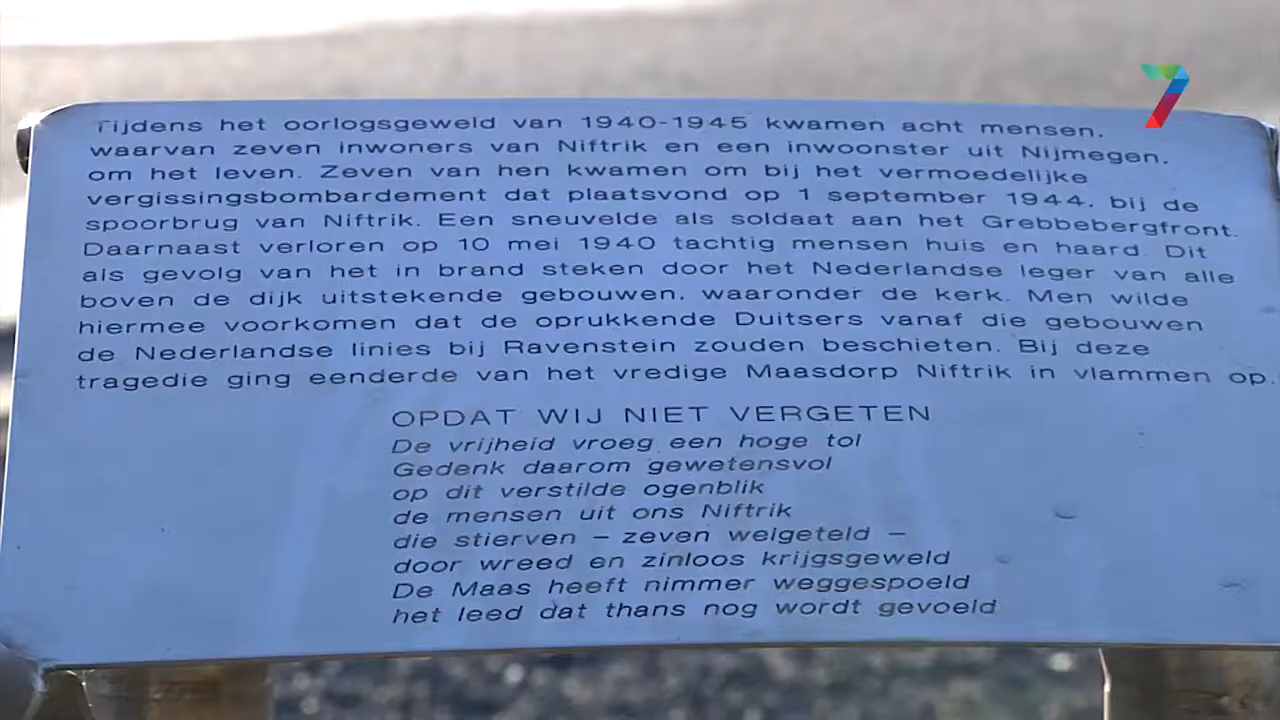 Tijdens het oorlogsgeweld van 1940-1945 kwamen acht mensen,
waarvan zeven inwoners van Niftrik en een inwoonster uit Nijmegen,
om het leven. Zeven van hen kwamen om bij het vermoedelijke
vergissingsbombardement dat plaatsvond op 1 september 1944, bij de
spoorbrug van Niftrik. Een sneuvelde als soldaat aan het Grebbebergfront.
Daarnaast verloren op 10 mei 1940 tachtig mensen huis en haard. Dit
als gevolg van het in brand steken door het Nederlandse leger van alle
boven de dijk uitstekende gebouwen, waaronder de kerk. Men wilde
hiermee voorkomen dat de oprukkende Duitsers vanaf die gebouwen
de Nederlandse linies bij Ravenstein zouden beschieten. Bij deze
tragedie ging eenderde van het vredige Maasdorp Niftrik in vlammen op.
OPDAT WIJ NIET VERGETEN
De vrijheid vroeg een hoge tol
Gedenk daarom gewetensvol
op dit verstilde ogenblik
de mensen uit ons Niftrik
die stierven – zeven welgeteld –
door wreed en zinloos krijgsgeweld
De Maas heeft nimmer weggespoeld
het leed dat thans nog wordt gevoeld
7